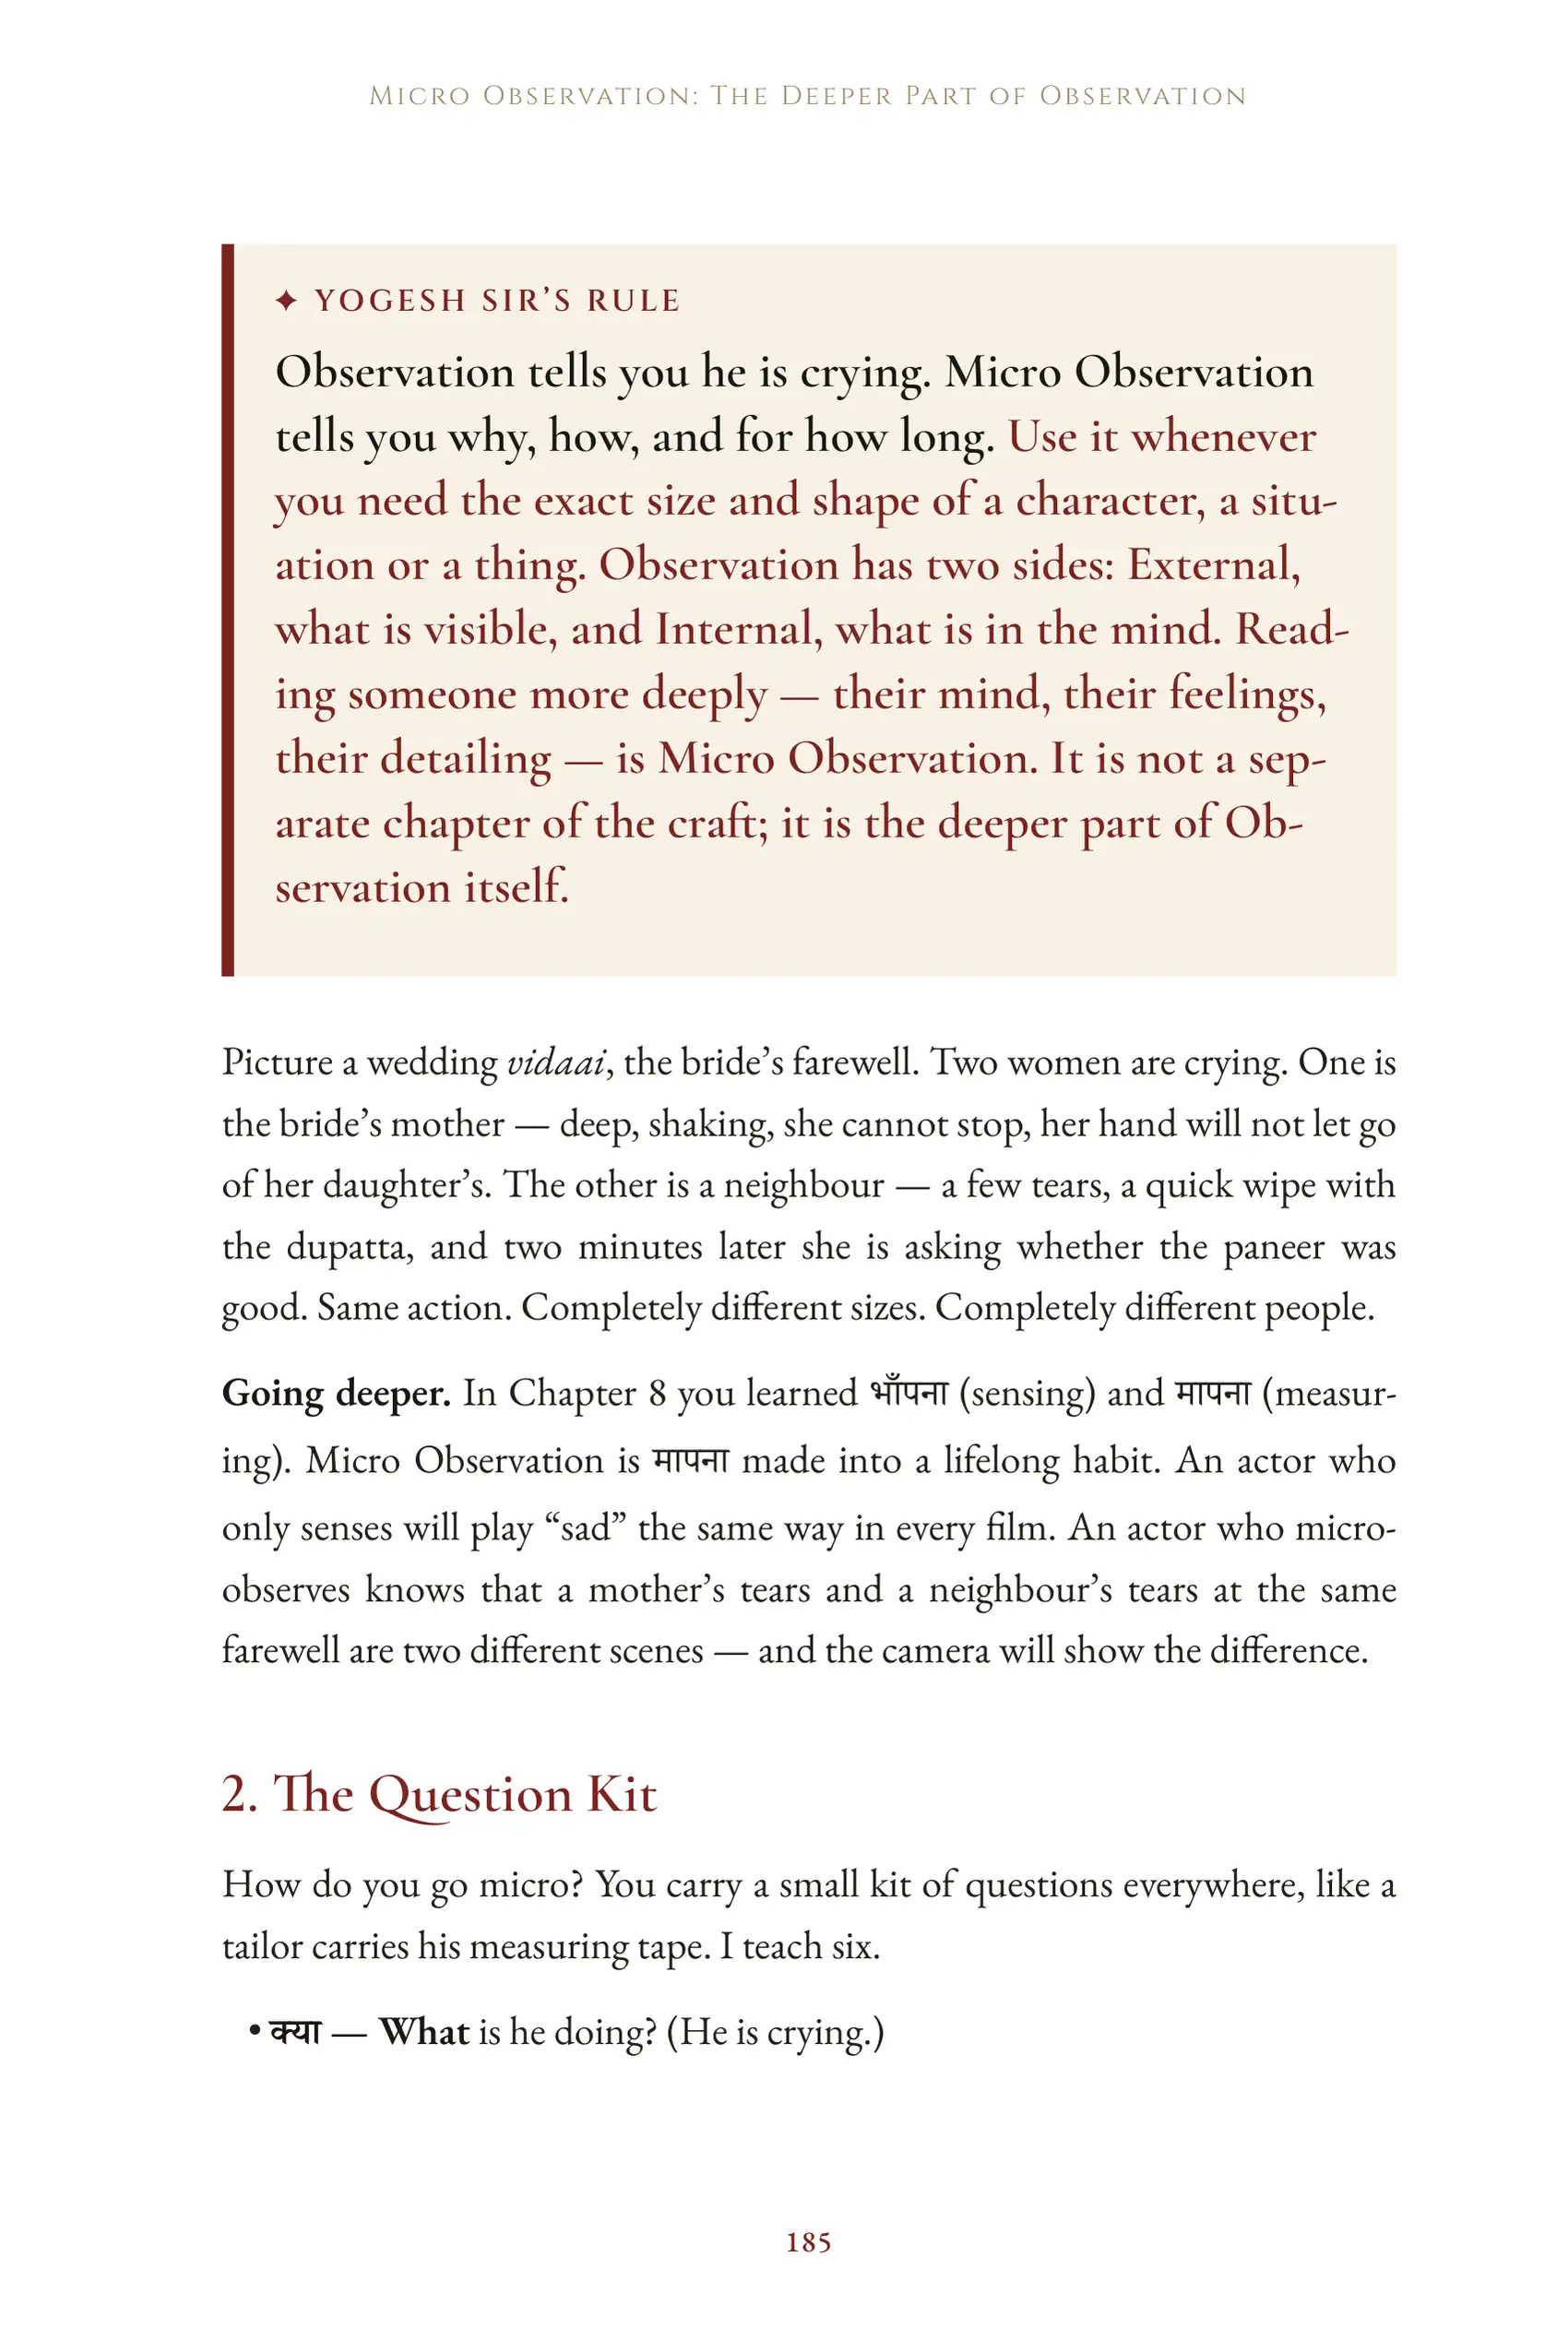 Micro Observation: The Deeper Part of Observation
✦ YOGESH SIR’S RULE
Observation tells you he is crying. Micro Observation
tells you why, how, and for how long. Use it whenever
you need the exact size and shape of a character, a situ-
ation or a thing. Observation has two sides: External,
what is visible, and Internal, what is in the mind. Read-
ing someone more deeply — their mind, their feelings,
their detailing — is Micro Observation. It is not a sep-
arate chapter of the craft; it is the deeper part of Ob-
servation itself.
Picture a wedding vidaai, the bride’s farewell. Two women are crying. One is
the bride’s mother — deep, shaking, she cannot stop, her hand will not let go
of her daughter’s. The other is a neighbour — a few tears, a quick wipe with
the dupatta, and two minutes later she is asking whether the paneer was
good. Same action. Completely different sizes. Completely different people.
Going deeper. In Chapter 8 you learned भाँपना (sensing) and मापना (measur-
ing). Micro Observation is मापना made into a lifelong habit. An actor who
only senses will play “sad” the same way in every film. An actor who micro-
observes knows that a mother’s tears and a neighbour’s tears at the same
farewell are two different scenes — and the camera will show the difference.
2. The Question Kit
How do you go micro? You carry a small kit of questions everywhere, like a
tailor carries his measuring tape. I teach six.
• क्या — What is he doing? (He is crying.)
185